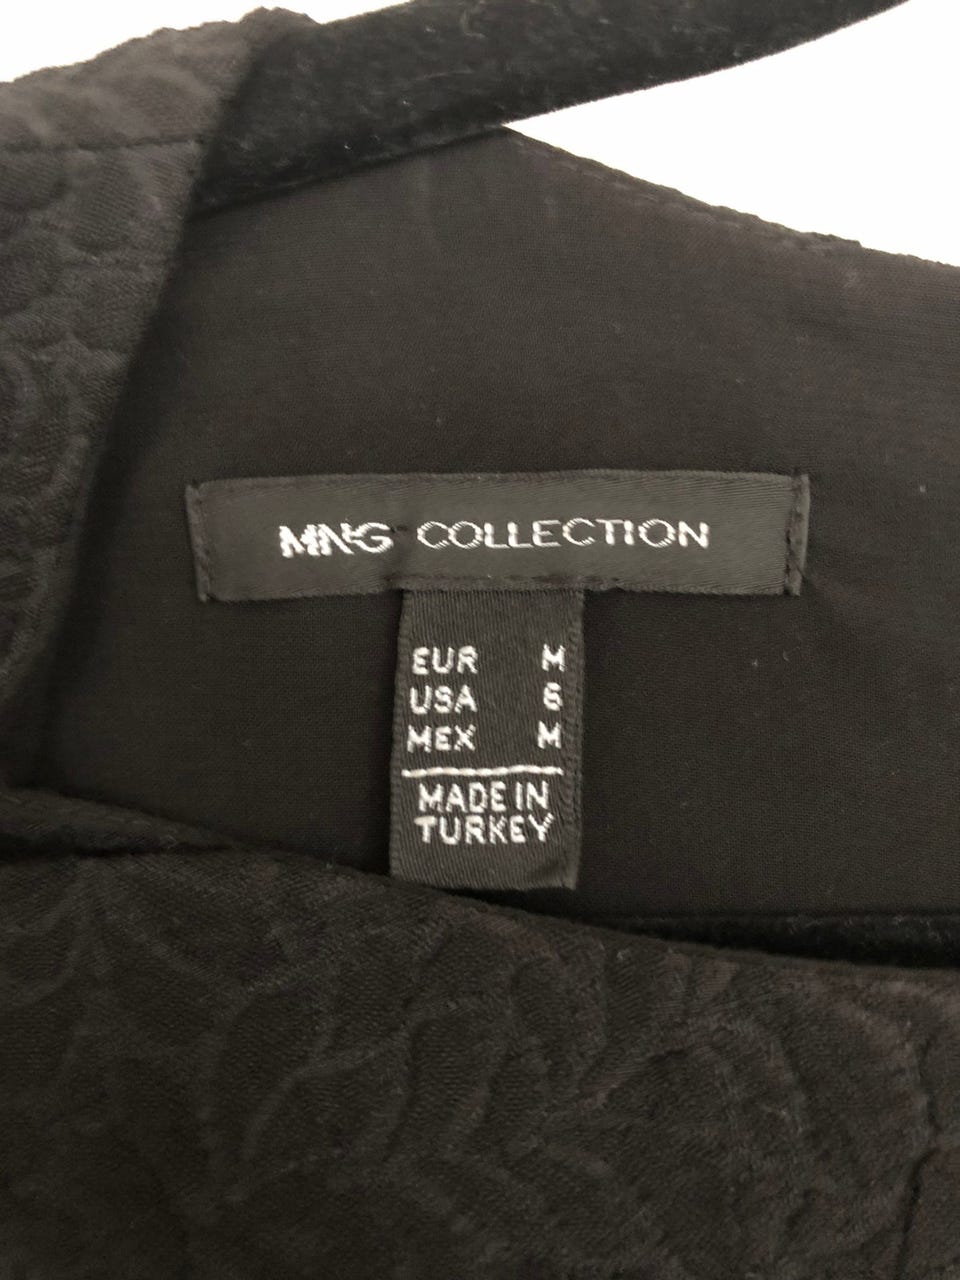 MNG COLLECTION
EUR M
USA 6
MEX M
MADE IN
TURKEY